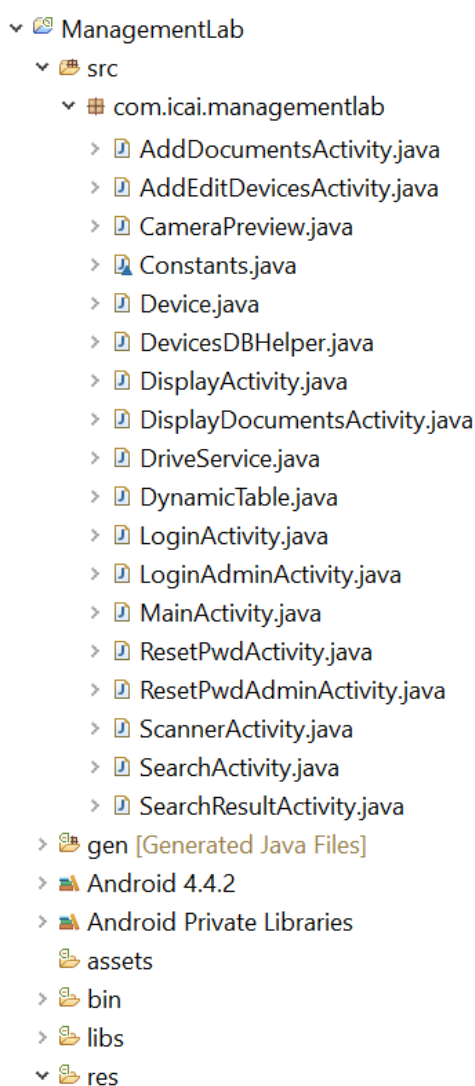 ManagementLab
src
com.icai.managementlab
AddDocumentsActivity.java
AddEditDevicesActivity.java
CameraPreview.java
Constants.java
Device.java
DevicesDBHelper.java
DisplayActivity.java
DisplayDocumentsActivity.java
DriveService.java
DynamicTable.java
LoginActivity.java
LoginAdminActivity.java
MainActivity.java
ResetPwdActivity.java
ResetPwdAdminActivity.java
ScannerActivity.java
SearchActivity.java
SearchResultActivity.java
gen [Generated Java Files]
Android 4.4.2
Android Private Libraries
assets
bin
libs
res